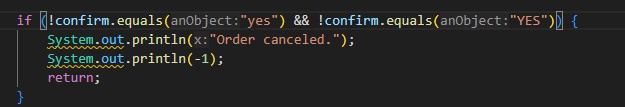 if (!confirm.equals(anObject:"yes") && !confirm.equals(anObject:"YES")) {
System.out.println(x:"Order canceled.");
System.out.println(-1);
return;
}